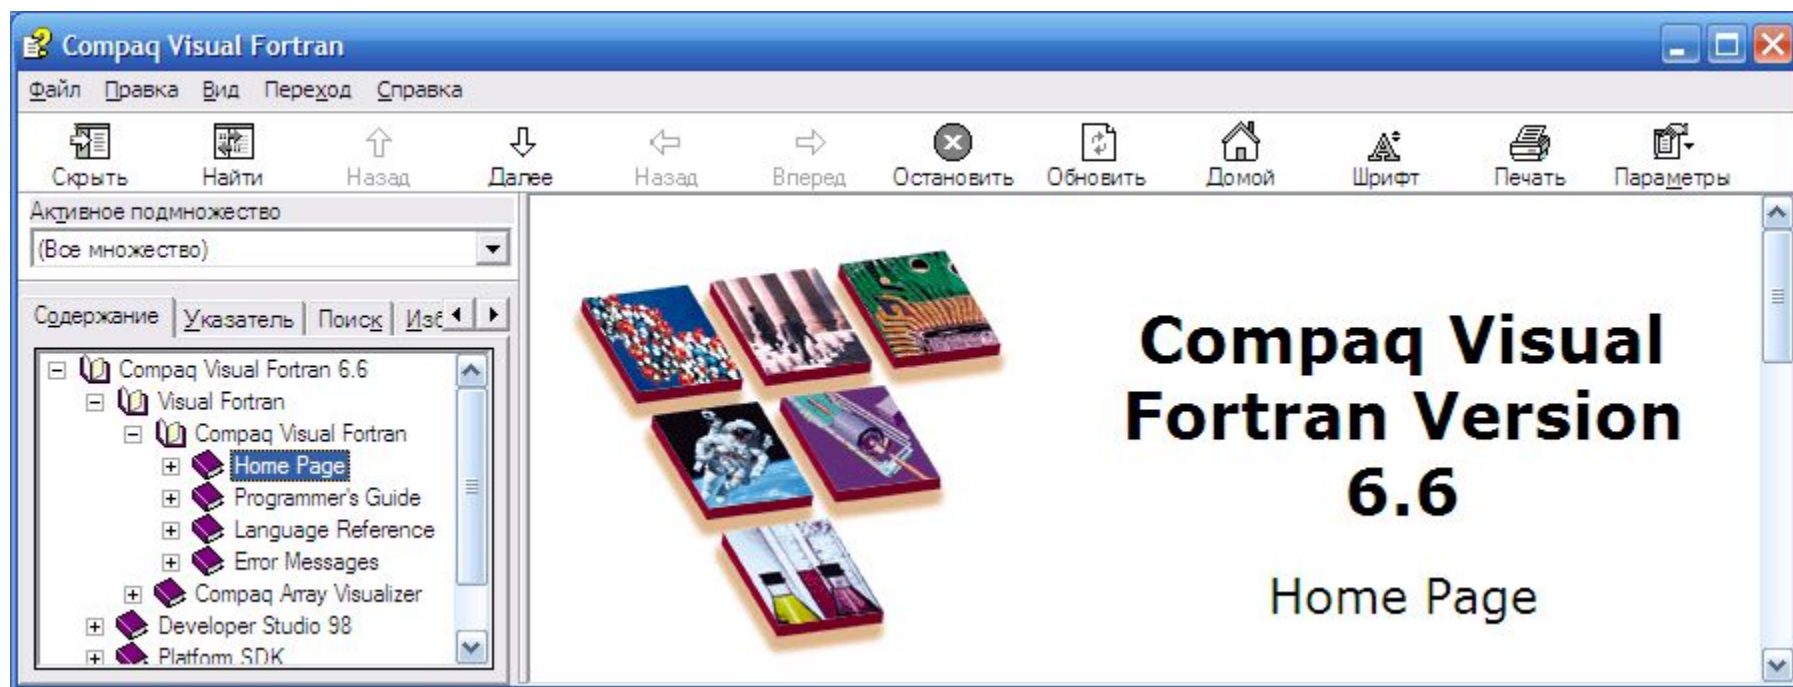 Compaq Visual Fortran
Файл Правка Вид Переход Справка
Скрыть Найти Назад Далее Назад Вперед Остановить Обновить Домой Шрифт Печать Параметры
Активное подмножество
(Все множество)
Содержание Указатель Поиск Изб
Compaq Visual Fortran 6.6
Visual Fortran
Compaq Visual Fortran
Home Page
Programmer's Guide
Language Reference
Error Messages
Compaq Array Visualizer
Developer Studio 98
Platform SDK
Compaq Visual
Fortran Version
6.6
Home Page